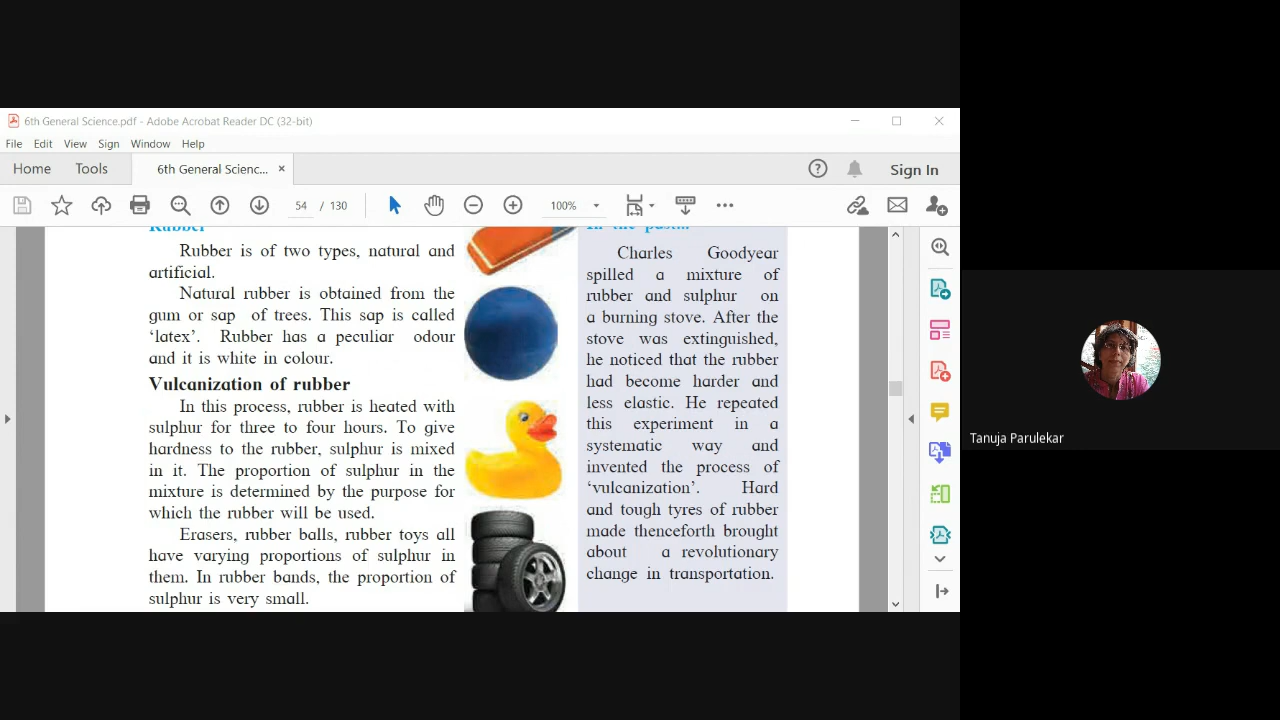 6th General Science.pdf - Adobe Acrobat Reader DC (32-bit)
File Edit View Sign Window Help
Home Tools 6th General Scienc... × Sign In
54 / 130 100%
Rubber
Rubber is of two types, natural and
artificial.
Natural rubber is obtained from the
gum or sap of trees. This sap is called
‘latex’. Rubber has a peculiar odour
and it is white in colour.
Vulcanization of rubber
In this process, rubber is heated with
sulphur for three to four hours. To give
hardness to the rubber, sulphur is mixed
in it. The proportion of sulphur in the
mixture is determined by the purpose for
which the rubber will be used.
Erasers, rubber balls, rubber toys all
have varying proportions of sulphur in
them. In rubber bands, the proportion of
sulphur is very small.
In the past...
Charles Goodyear
spilled a mixture of
rubber and sulphur on
a burning stove. After the
stove was extinguished,
he noticed that the rubber
had become harder and
less elastic. He repeated
this experiment in a
systematic way and
invented the process of
‘vulcanization’. Hard
and tough tyres of rubber
made thenceforth brought
about a revolutionary
change in transportation.
Tanuja Parulekar